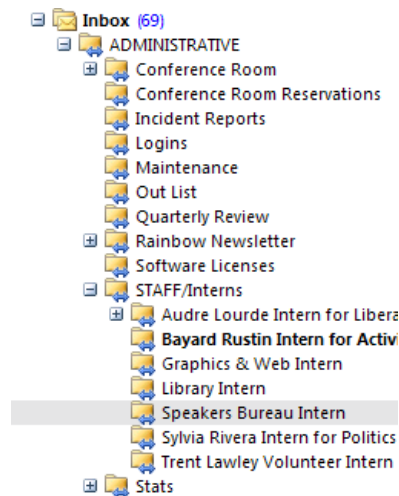 Inbox (69)
ADMINISTRATIVE
Conference Room
Conference Room Reservations
Incident Reports
Logins
Maintenance
Out List
Quarterly Review
Rainbow Newsletter
Software Licenses
STAFF/Interns
Audre Lourde Intern for Libera
Bayard Rustin Intern for Activi
Graphics & Web Intern
Library Intern
Speakers Bureau Intern
Sylvia Rivera Intern for Politics
Trent Lawley Volunteer Intern
Stats